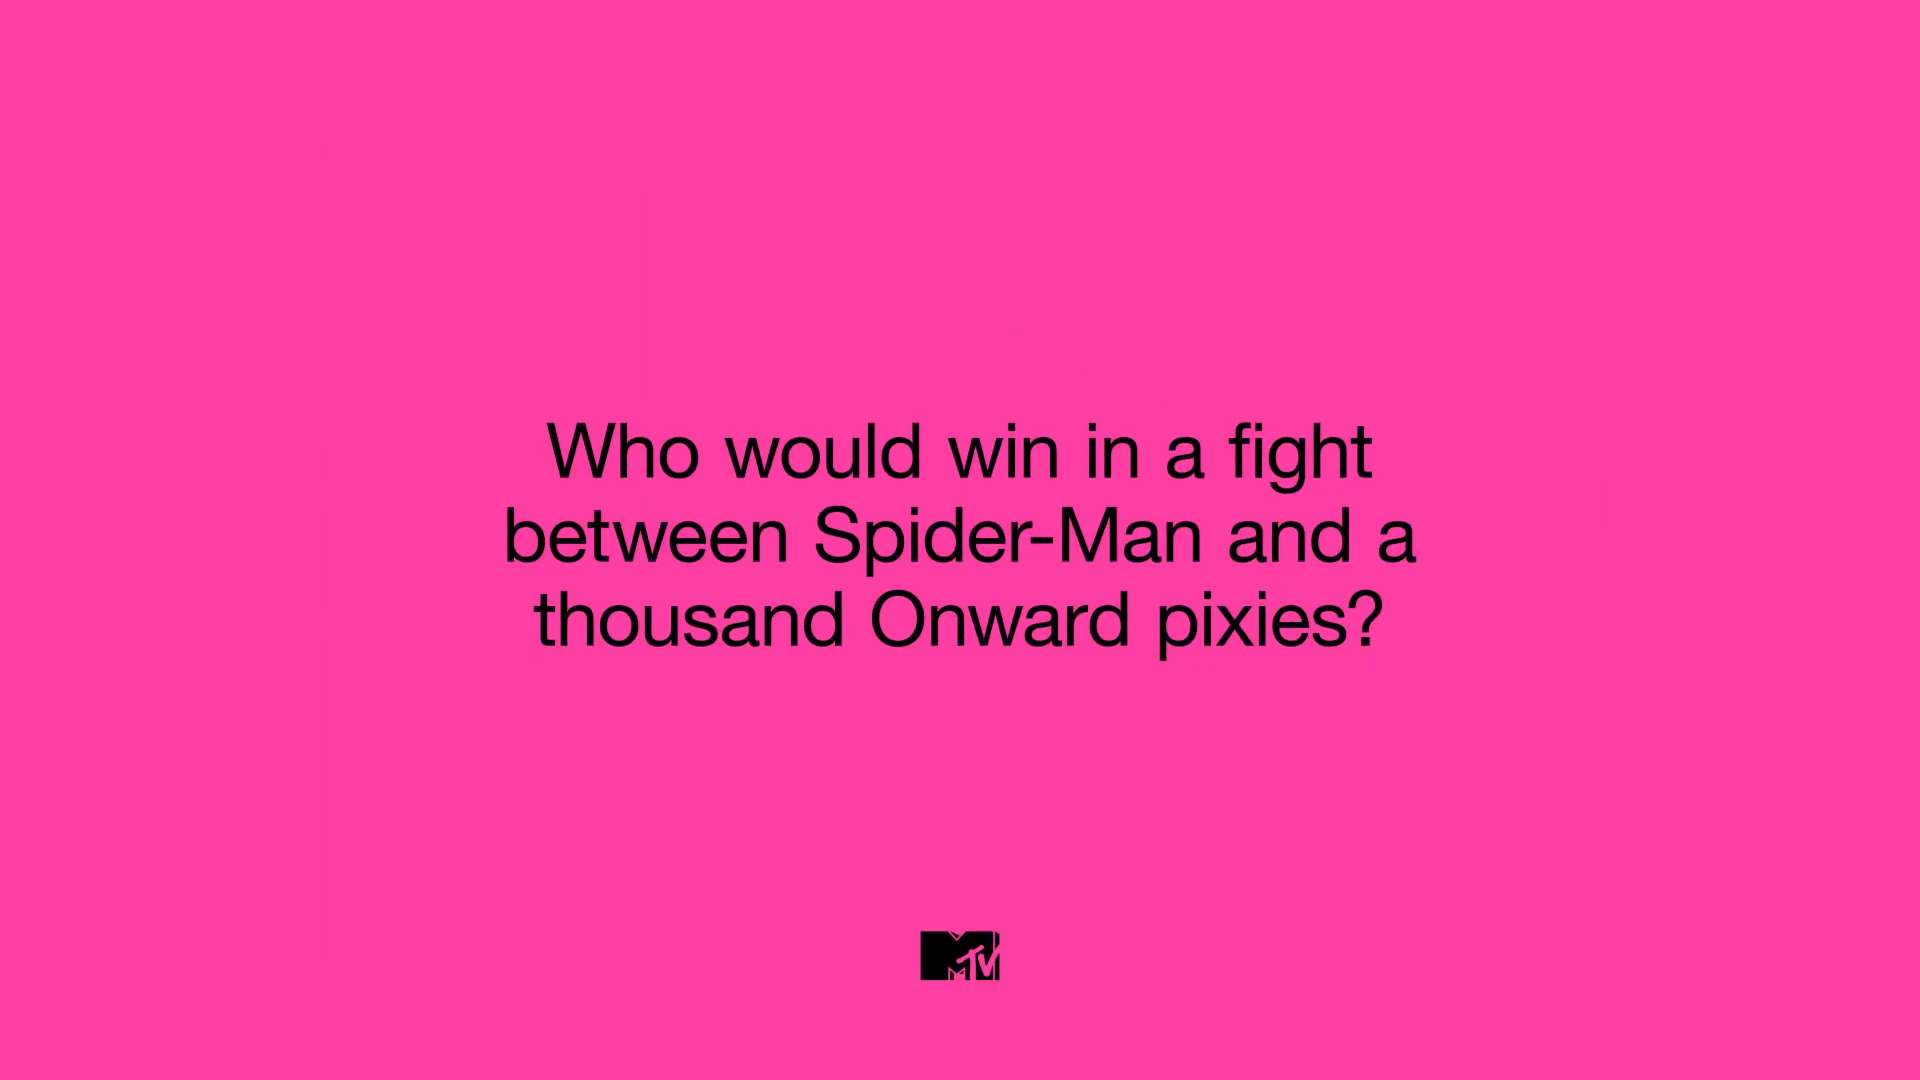 Who would win in a fight
between Spider-Man and a
thousand Onward pixies?
MTV